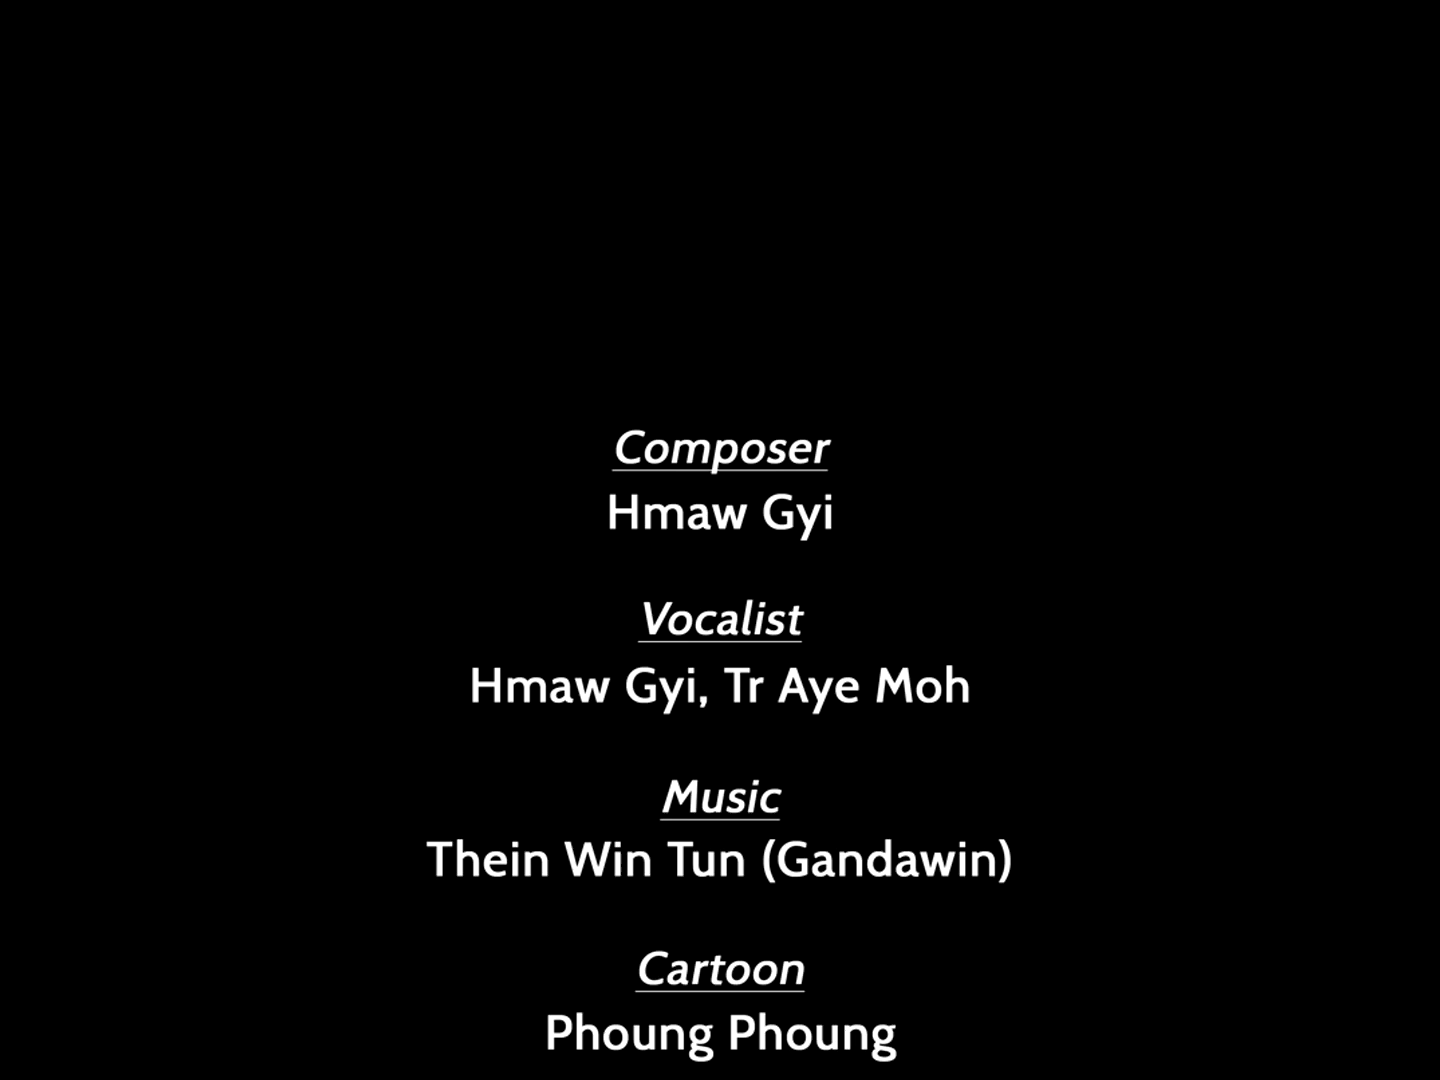 Composer
Hmaw Gyi
Vocalist
Hmaw Gyi, Tr Aye Moh
Music
Thein Win Tun (Gandawin)
Cartoon
Phoung Phoung